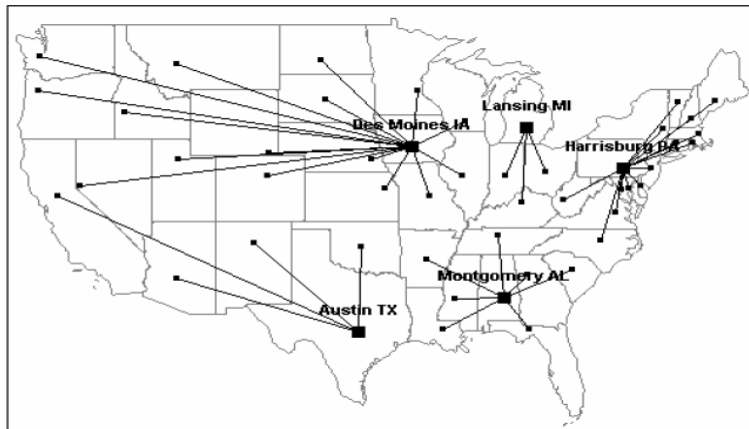 Lansing MI
Des Moines IA
Harrisburg PA
Montgomery AL
Austin TX